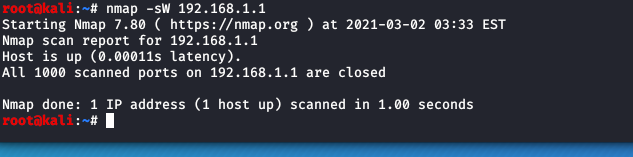 root@kali:~# nmap -sW 192.168.1.1
Starting Nmap 7.80 ( https://nmap.org ) at 2021-03-02 03:33 EST
Nmap scan report for 192.168.1.1
Host is up (0.00011s latency).
All 1000 scanned ports on 192.168.1.1 are closed
Nmap done: 1 IP address (1 host up) scanned in 1.00 seconds
root@kali:~#